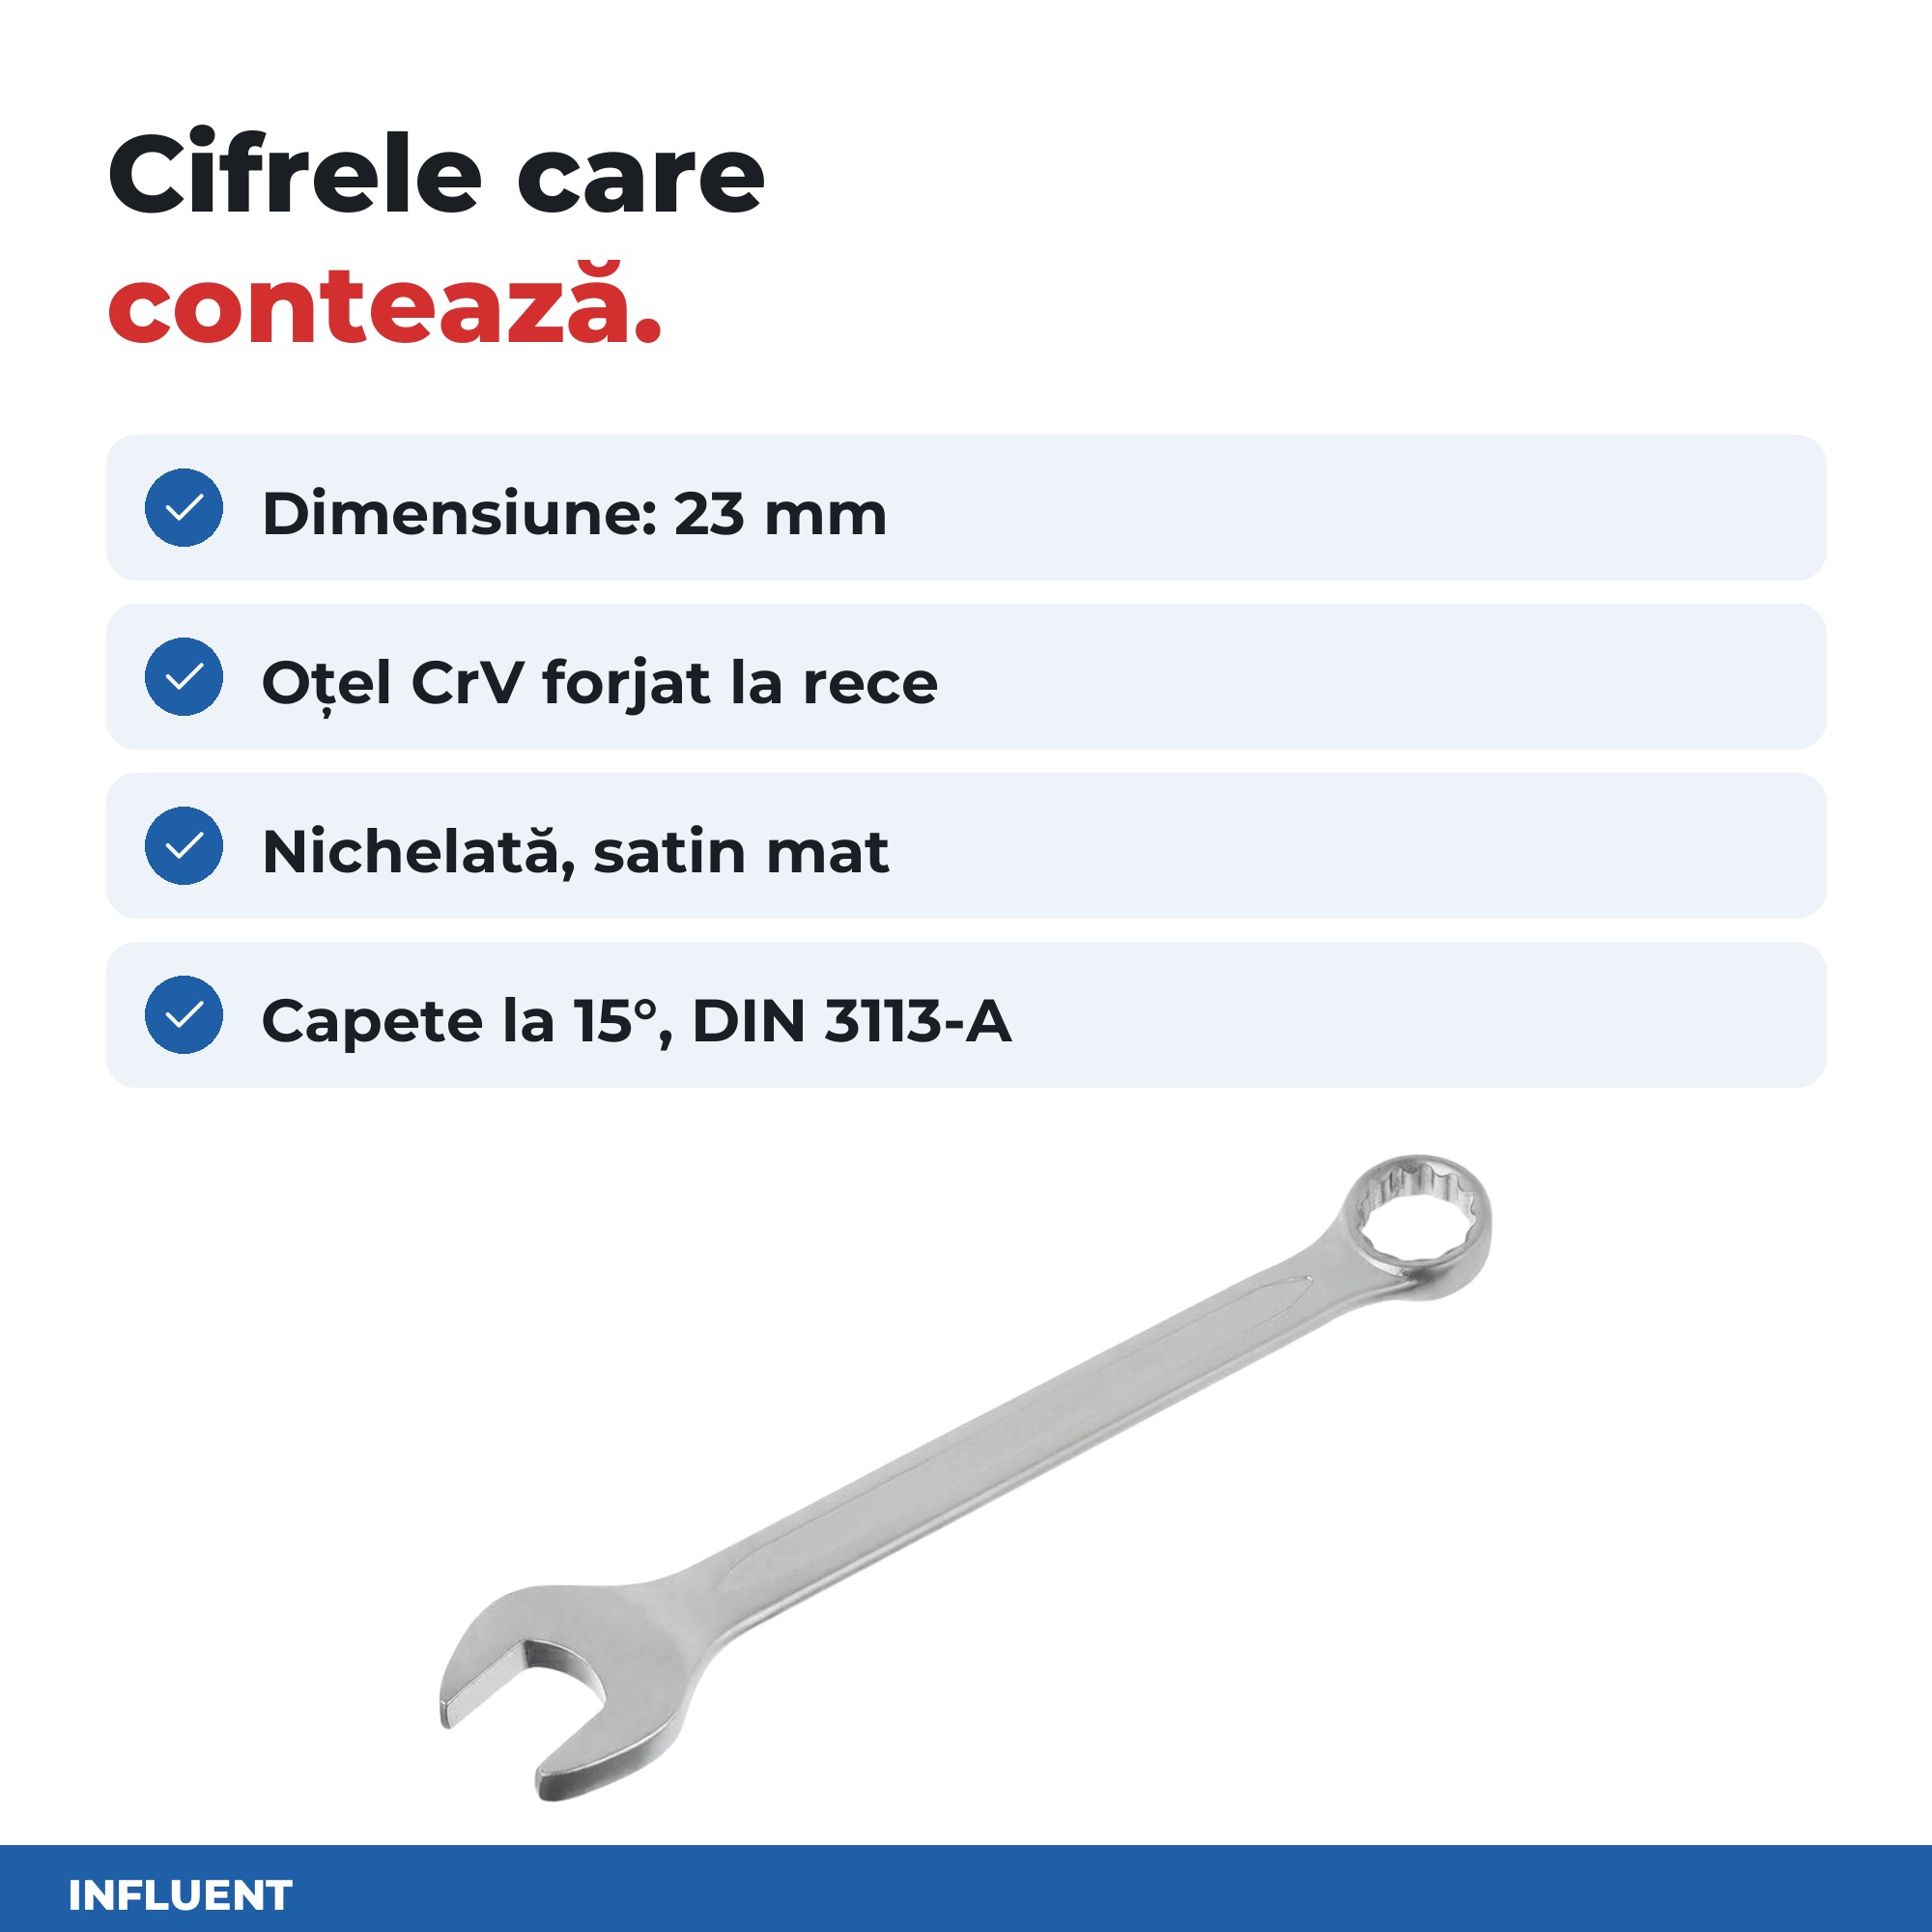 Cifrele care
contează.
Dimensiune: 23 mm
Oțel CrV forjat la rece
Nichelată, satin mat
Capete la 15°, DIN 3113-A
INFLUENT